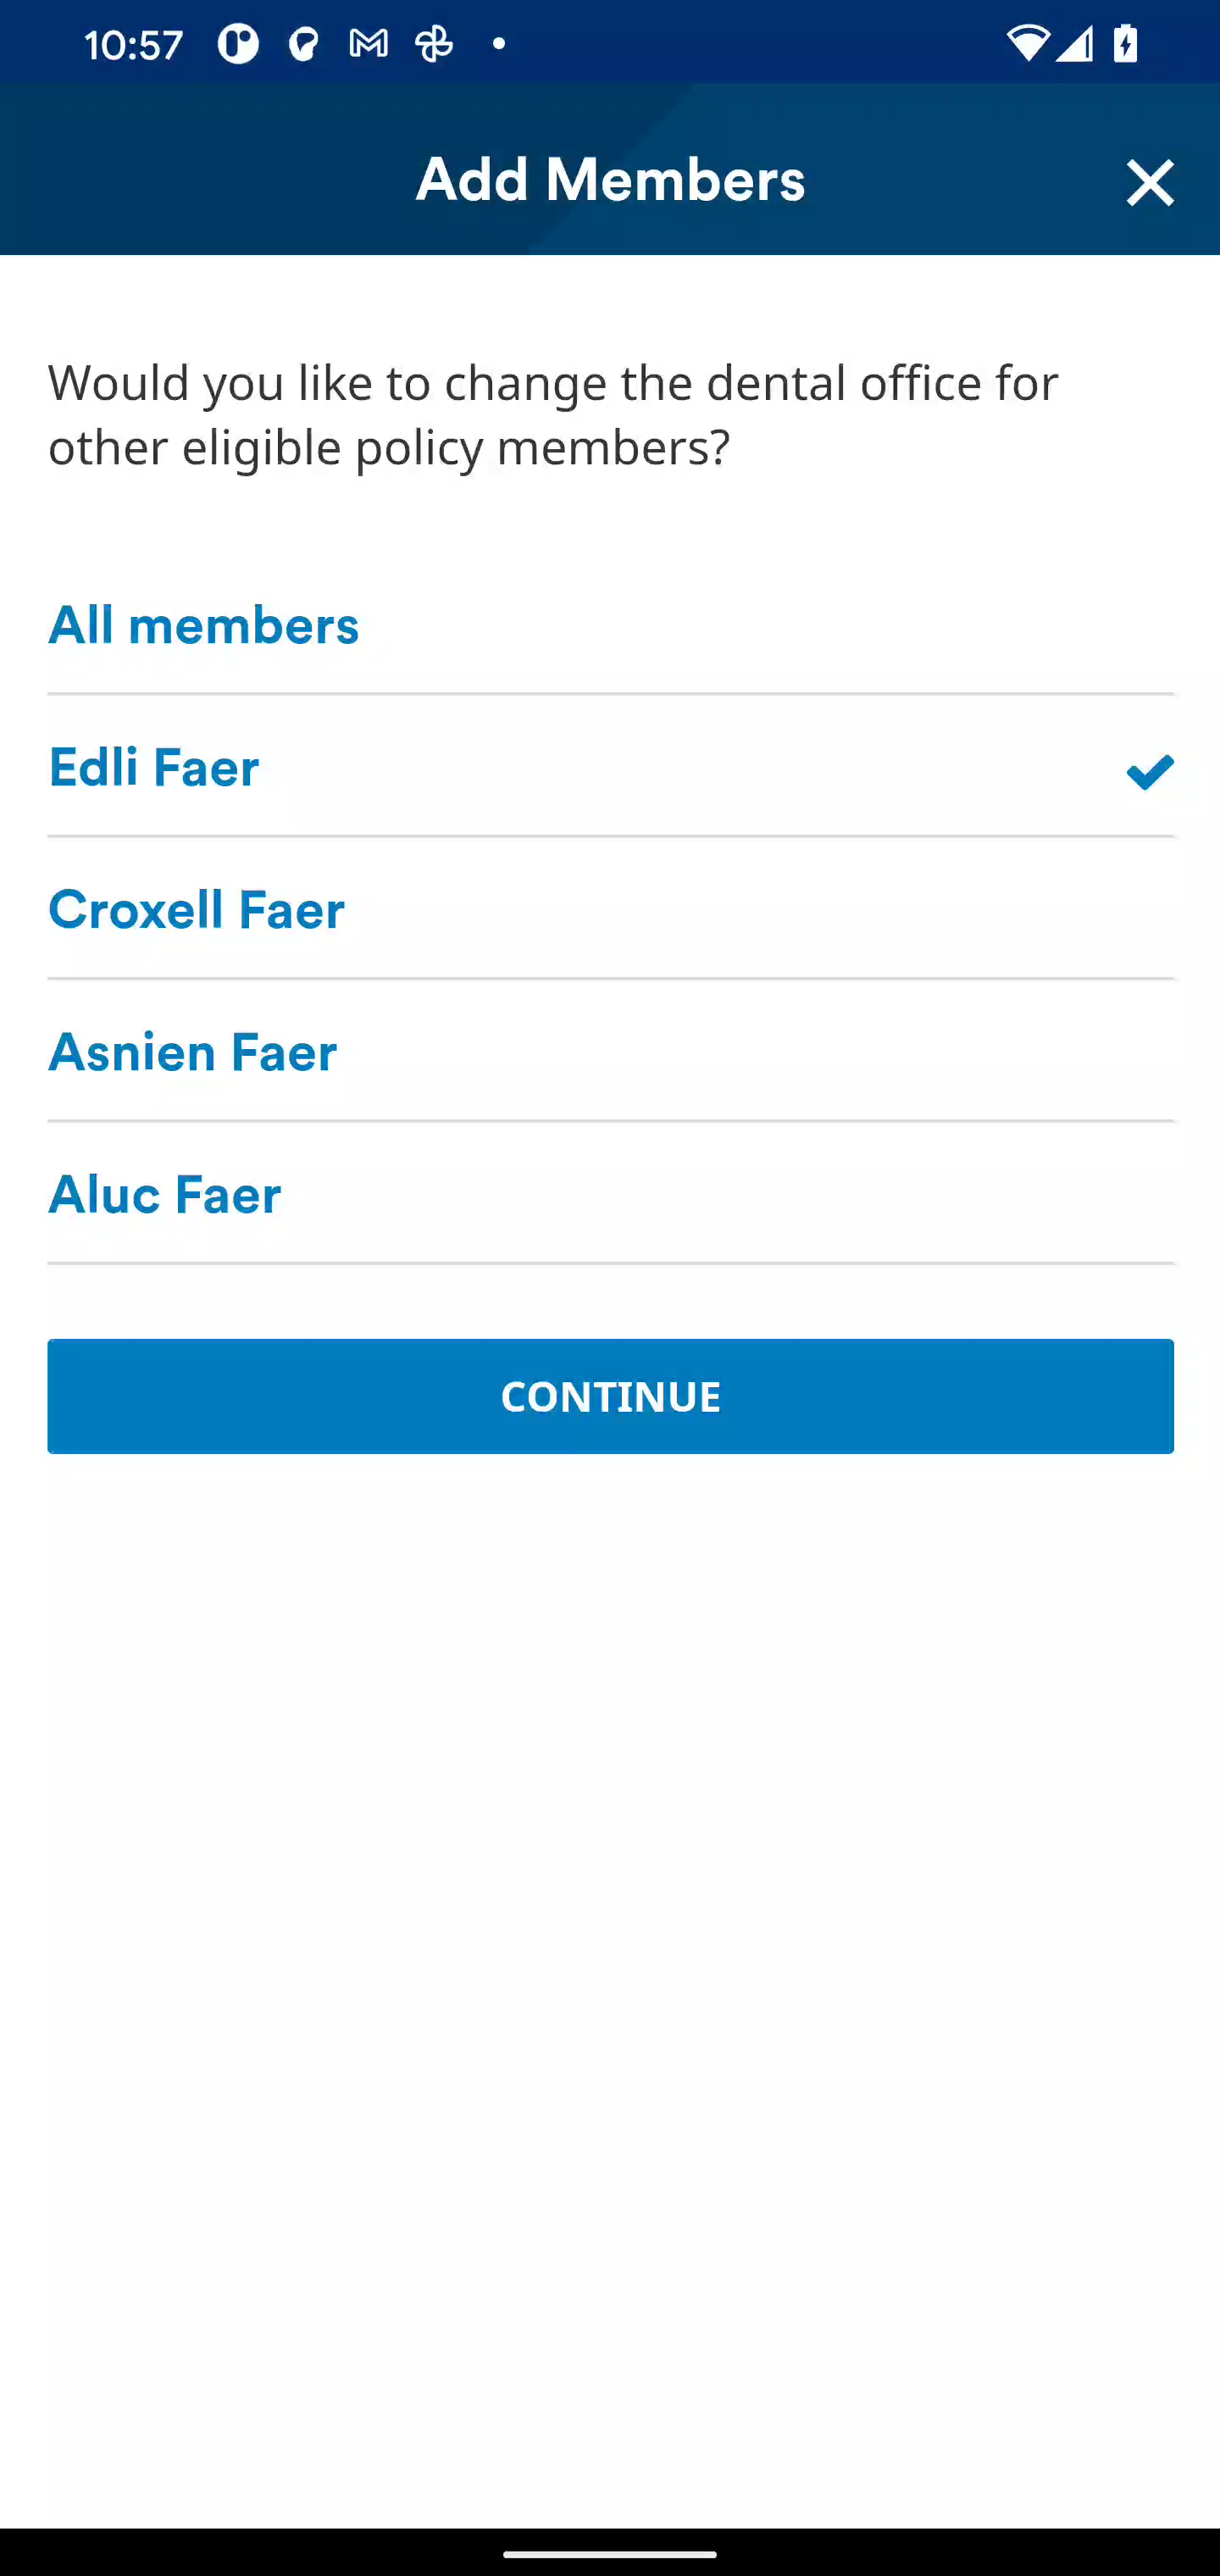 10:57
Add Members
Would you like to change the dental office for
other eligible policy members?
All members
Edli Faer
Croxell Faer
Asnien Faer
Aluc Faer
CONTINUE